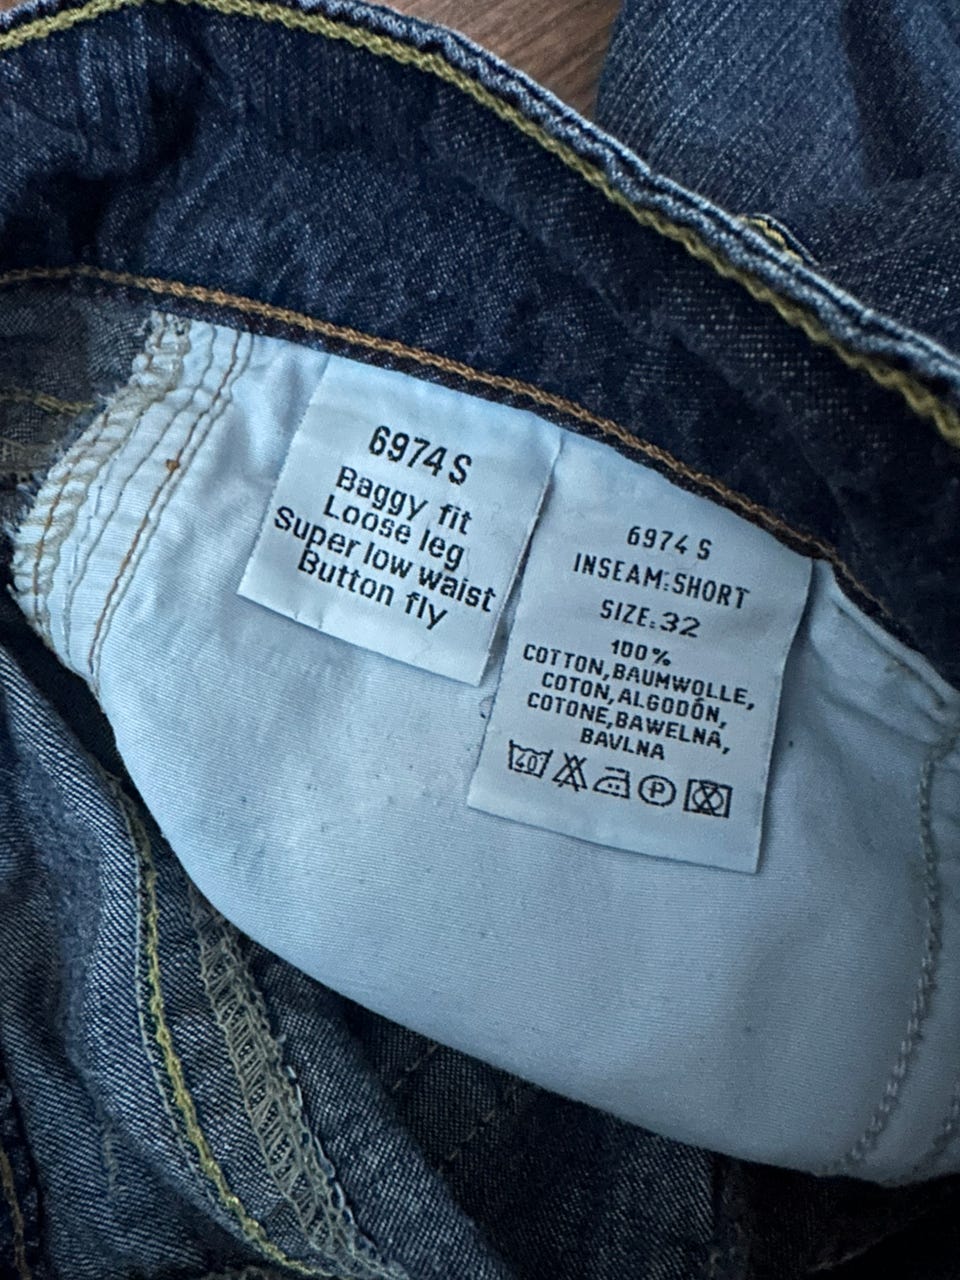 6974 S
Baggy fit
Loose leg
Super low waist
Button fly
6974 S
INSEAM:SHORT
SIZE:32
100%
COTTON,BAUMWOLLE,
COTON,ALGODÓN,
COTONE,BAWELNA,
BAVLNA
40 P